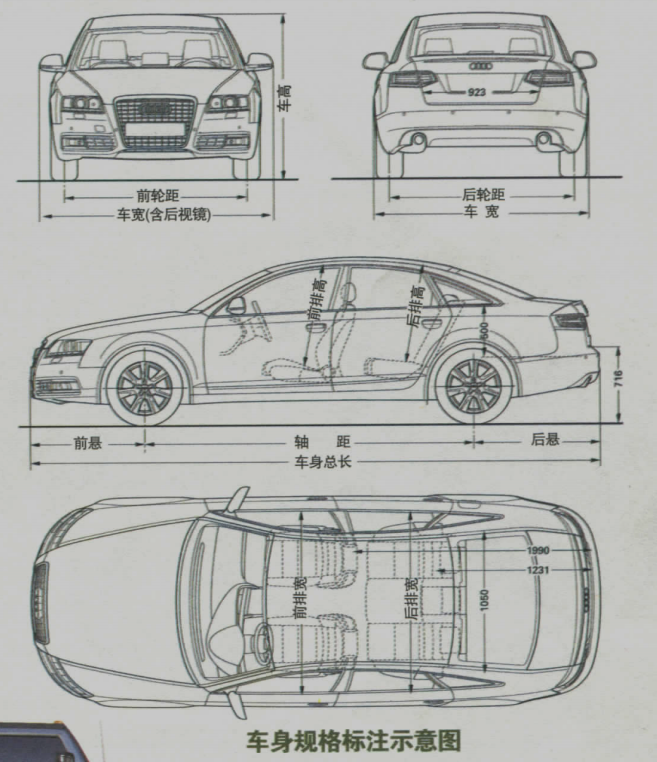 车高
923
前轮距
后轮距
车宽(含后视镜)
车 宽
前排高
后排高
500
716
前悬
轴 距
后悬
车身总长
前排宽
后排宽
1990
1231
1050
车身规格标注示意图